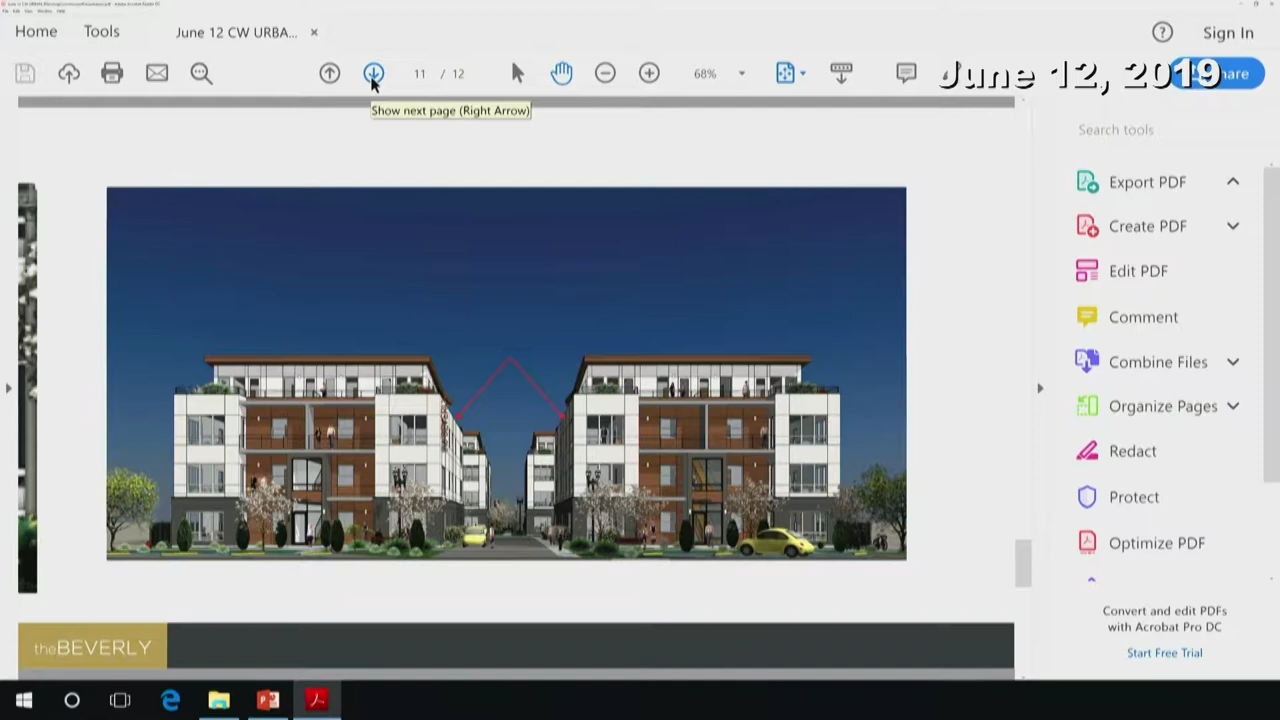 Home
Tools
June 12 CW URBA...
Sign In
11 / 12
68%
Share
June 12, 2019
Show next page (Right Arrow)
Search tools
Export PDF
Create PDF
Edit PDF
Comment
Combine Files
Organize Pages
Redact
Protect
Optimize PDF
Convert and edit PDFs
with Acrobat Pro DC
Start Free Trial
theBEVERLY